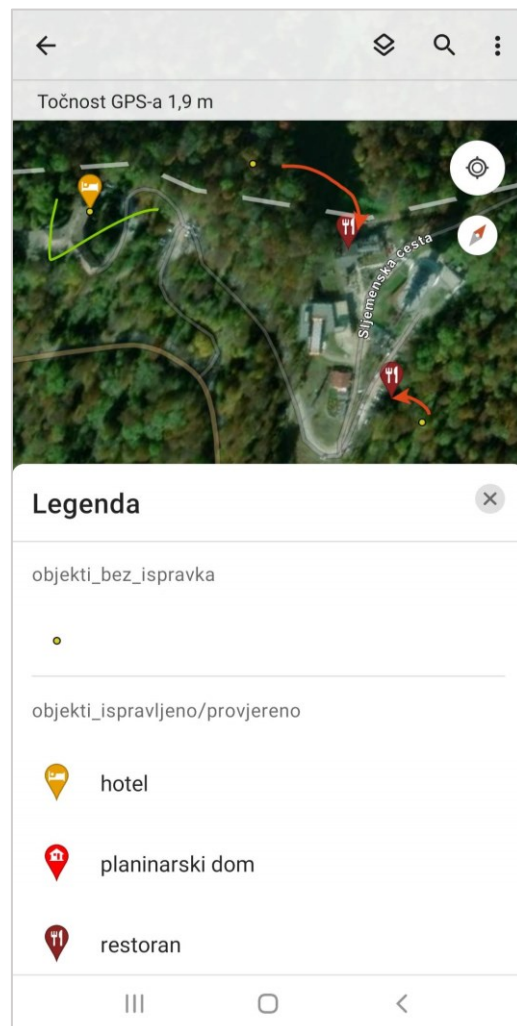 Točnost GPS-a 1,9 m
Sljemenska cesta
Legenda
objekti_bez_ispravka
objekti_ispravljeno/provjereno
hotel
planinarski dom
restoran